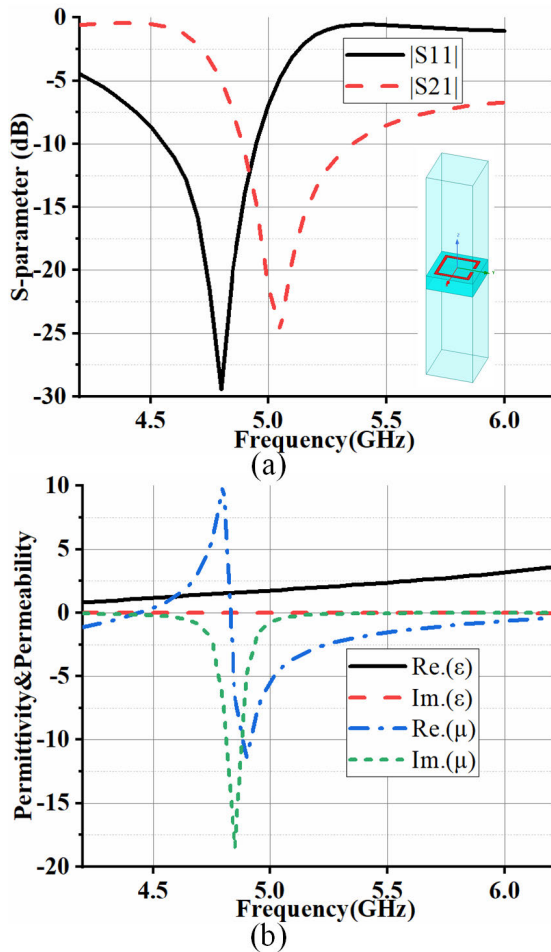 0
-5
-10
-15
-20
-25
-30
S-parameter (dB)
|S11|
|S21|
4.5
5.0
5.5
6.0
Frequency(GHz)
(a)
10
5
0
-5
-10
-15
-20
Permittivity&Permeability
Re.(ε)
Im.(ε)
Re.(μ)
Im.(μ)
4.5
5.0
5.5
6.0
Frequency(GHz)
(b)